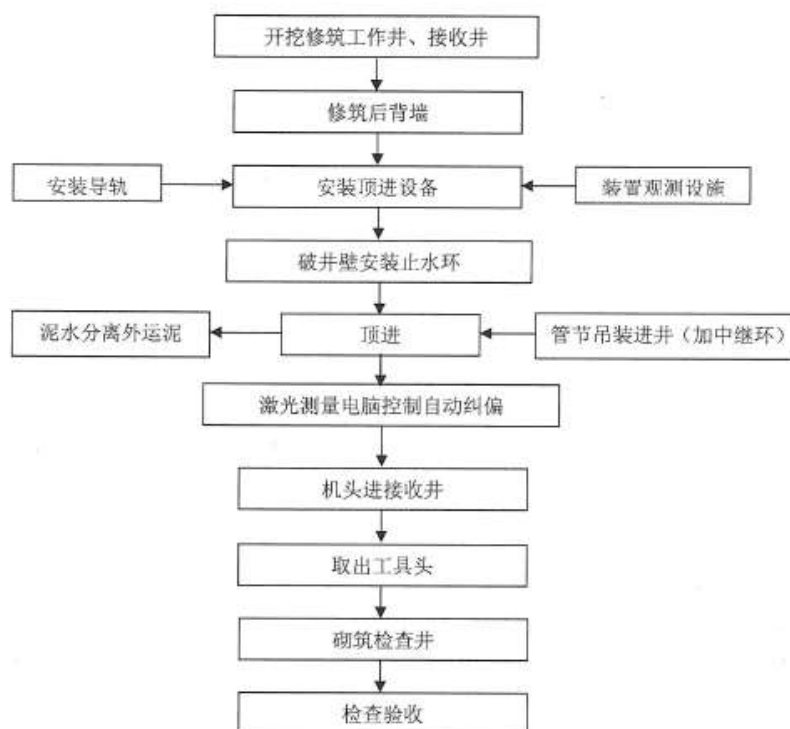 开挖修筑工作井、接收井
修筑后背墙
安装导轨
安装顶进设备
装置观测设施
破井壁安装止水环
泥水分离外运泥
顶进
管节吊装进井（加中继环）
激光测量电脑控制自动纠偏
机头进接收井
取出工具头
砌筑检查井
检查验收